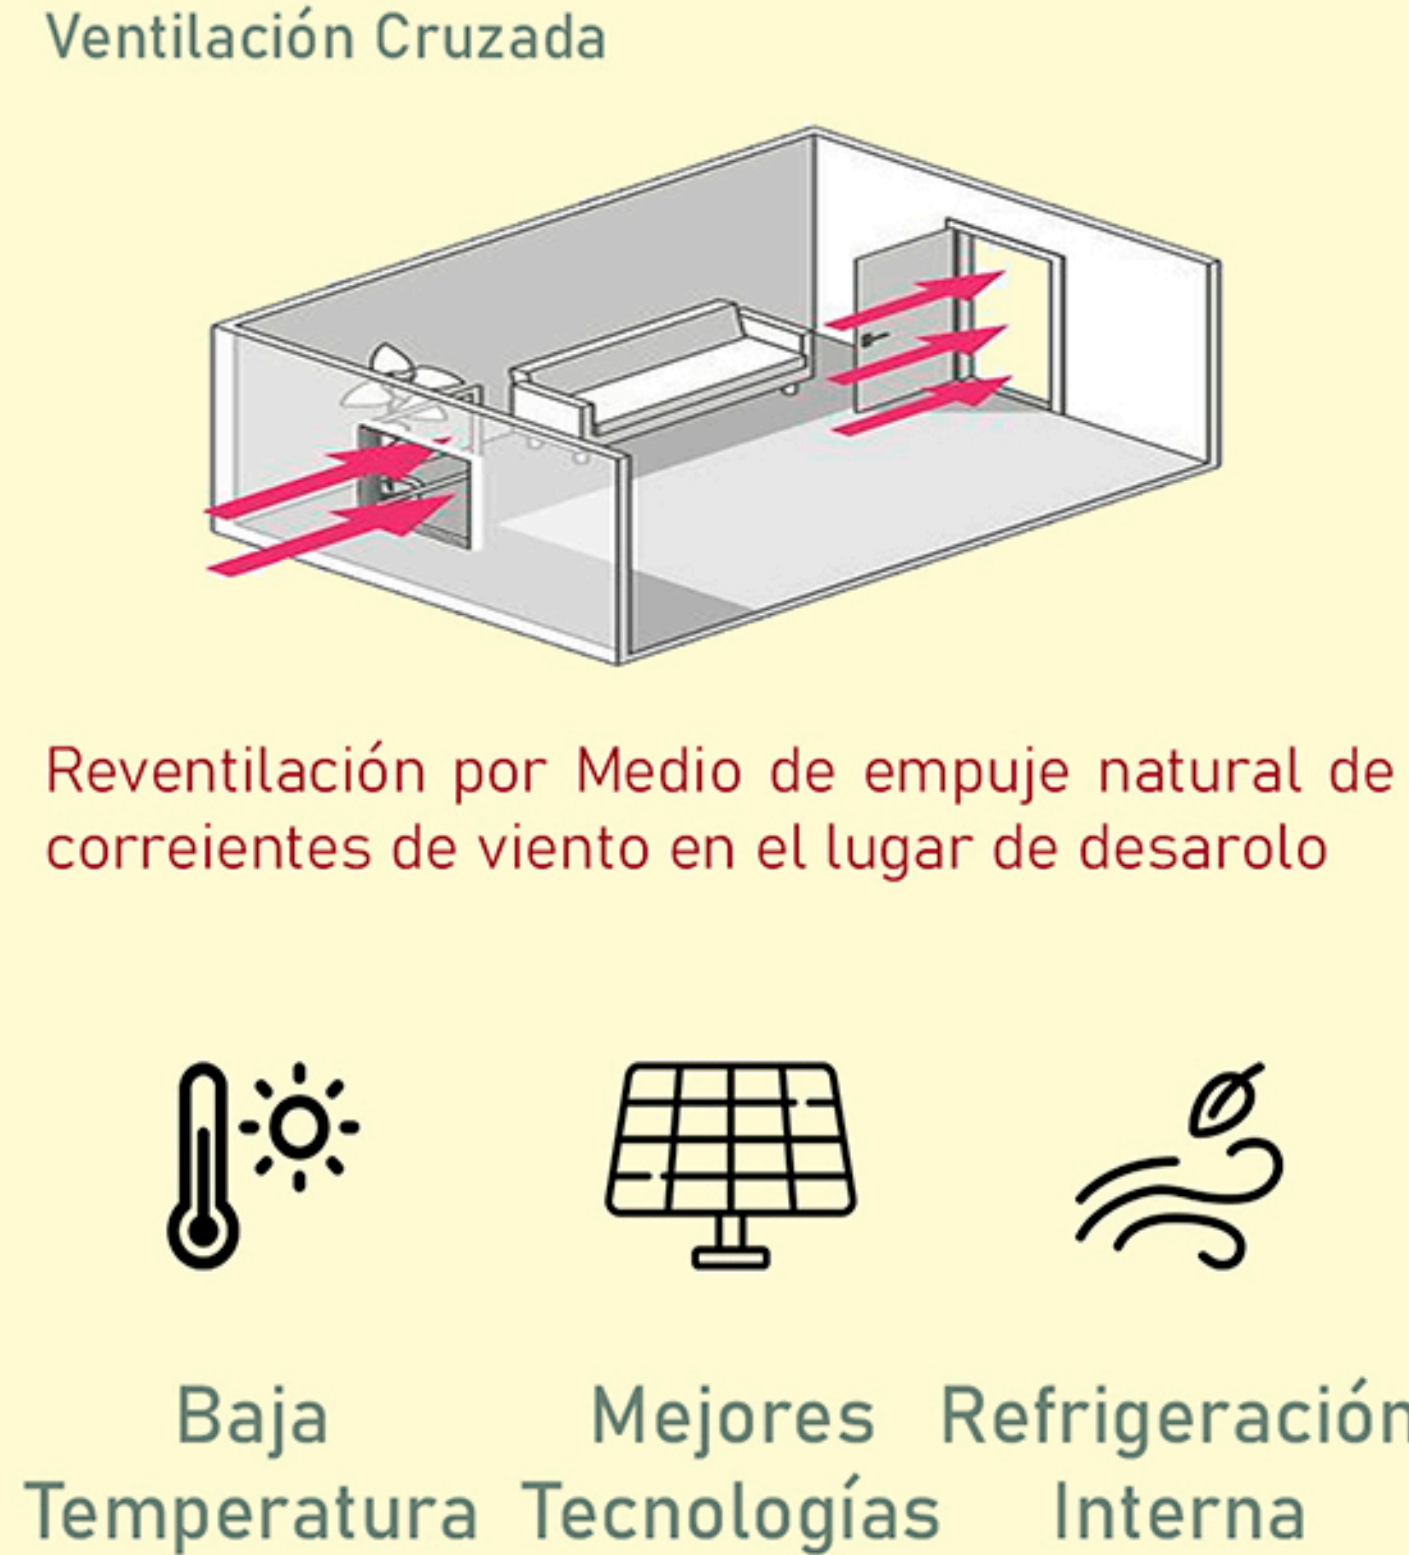 Ventilación Cruzada
Reventilación por Medio de empuje natural de
correientes de viento en el lugar de desarolo
Baja
Temperatura
Mejores
Tecnologías
Refrigeración
Interna